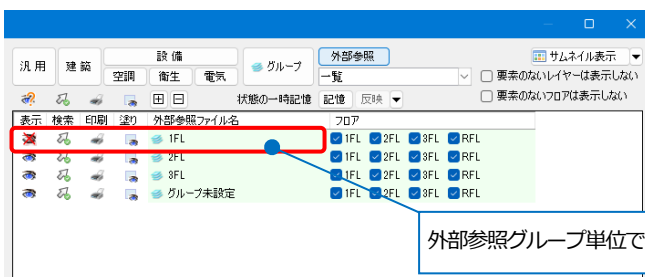 汎用 建築 設備 グループ 外部参照 サムネイル表示
空調 衛生 電気 一覧 要素のないレイヤーは表示しない
状態の一時記憶 記憶 反映 要素のないフロアは表示しない
表示 検索 印刷 塗り 外部参照ファイル名 フロア
1FL 1FL 2FL 3FL RFL
2FL 1FL 2FL 3FL RFL
3FL 1FL 2FL 3FL RFL
グループ未設定 1FL 2FL 3FL RFL
外部参照グループ単位で